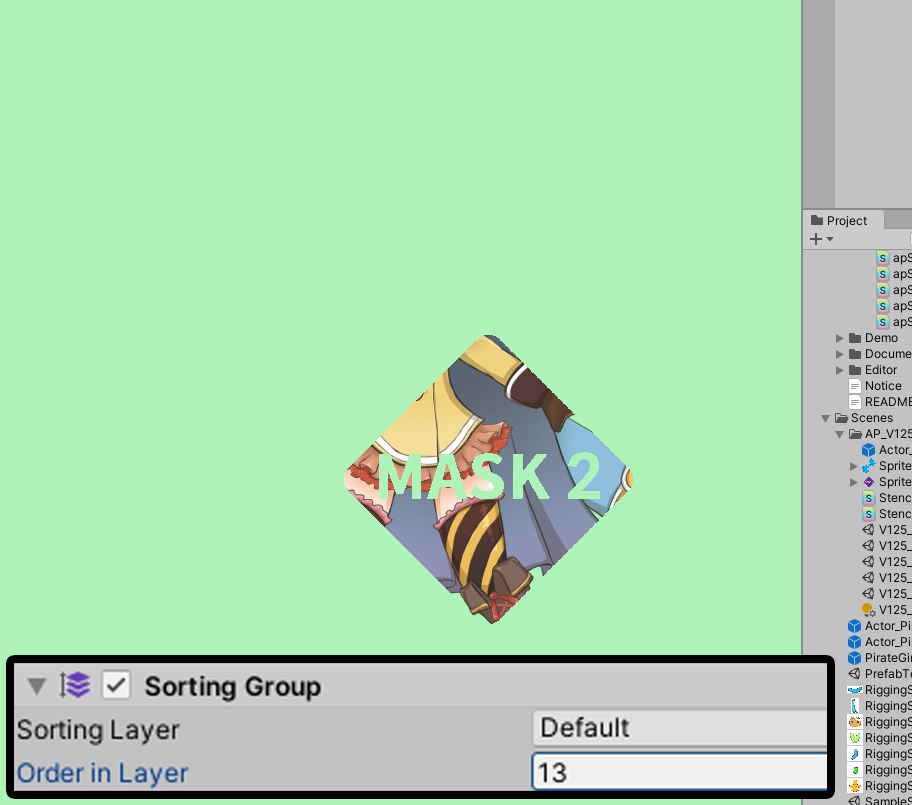 Project
apS
apS
apS
apS
apS
Demo
Docume
Editor
Notice
README
Scenes
AP_V125
Actor_
Sprite
Sprite
Stenc
Stenc
V125_
V125_
V125_
V125_
V125_
V125_
Actor_Pi
Actor_Pi
PirateGi
PrefabTe
RiggingS
RiggingS
RiggingS
RiggingS
RiggingS
RiggingS
RiggingS
SampleS
MASK 2
Sorting Group
Sorting Layer Default
Order in Layer 13